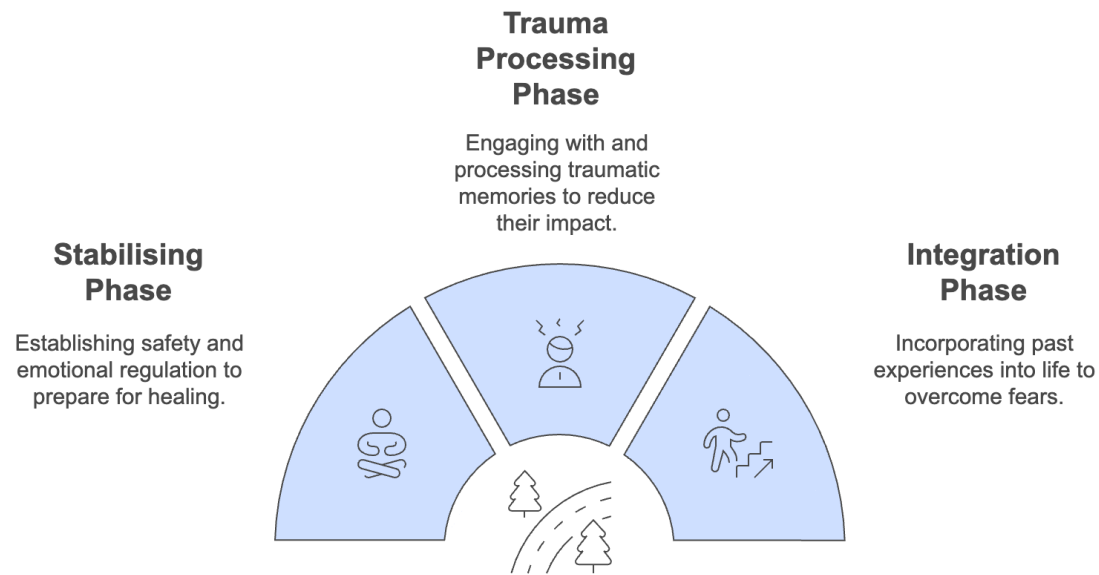 Trauma
Processing
Phase
Engaging with and
processing traumatic
memories to reduce
their impact.
Stabilising
Phase
Establishing safety and
emotional regulation to
prepare for healing.
Integration
Phase
Incorporating past
experiences into life to
overcome fears.